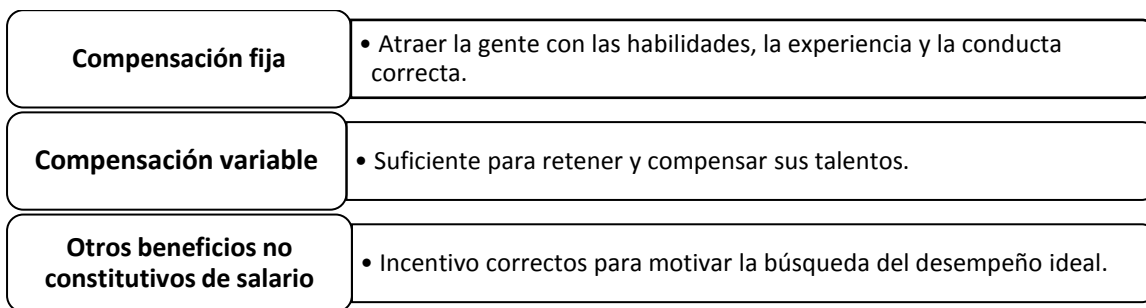 Compensación fija
• Atraer la gente con las habilidades, la experiencia y la conducta
correcta.
Compensación variable
• Suficiente para retener y compensar sus talentos.
Otros beneficios no
constitutivos de salario
• Incentivo correctos para motivar la búsqueda del desempeño ideal.